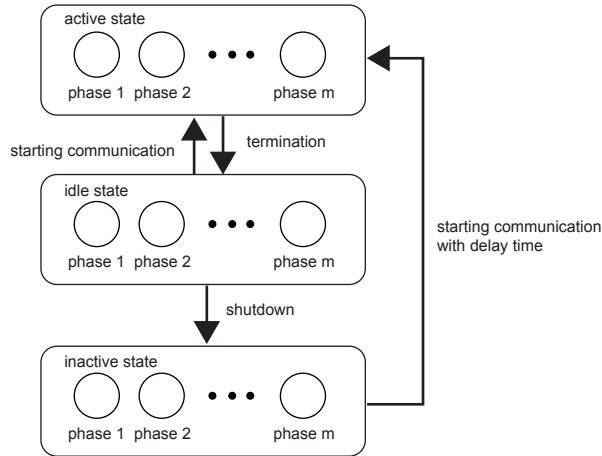 active state
phase 1 phase 2 phase m
starting communication
termination
idle state
phase 1 phase 2 phase m
starting communication
with delay time
shutdown
inactive state
phase 1 phase 2 phase m